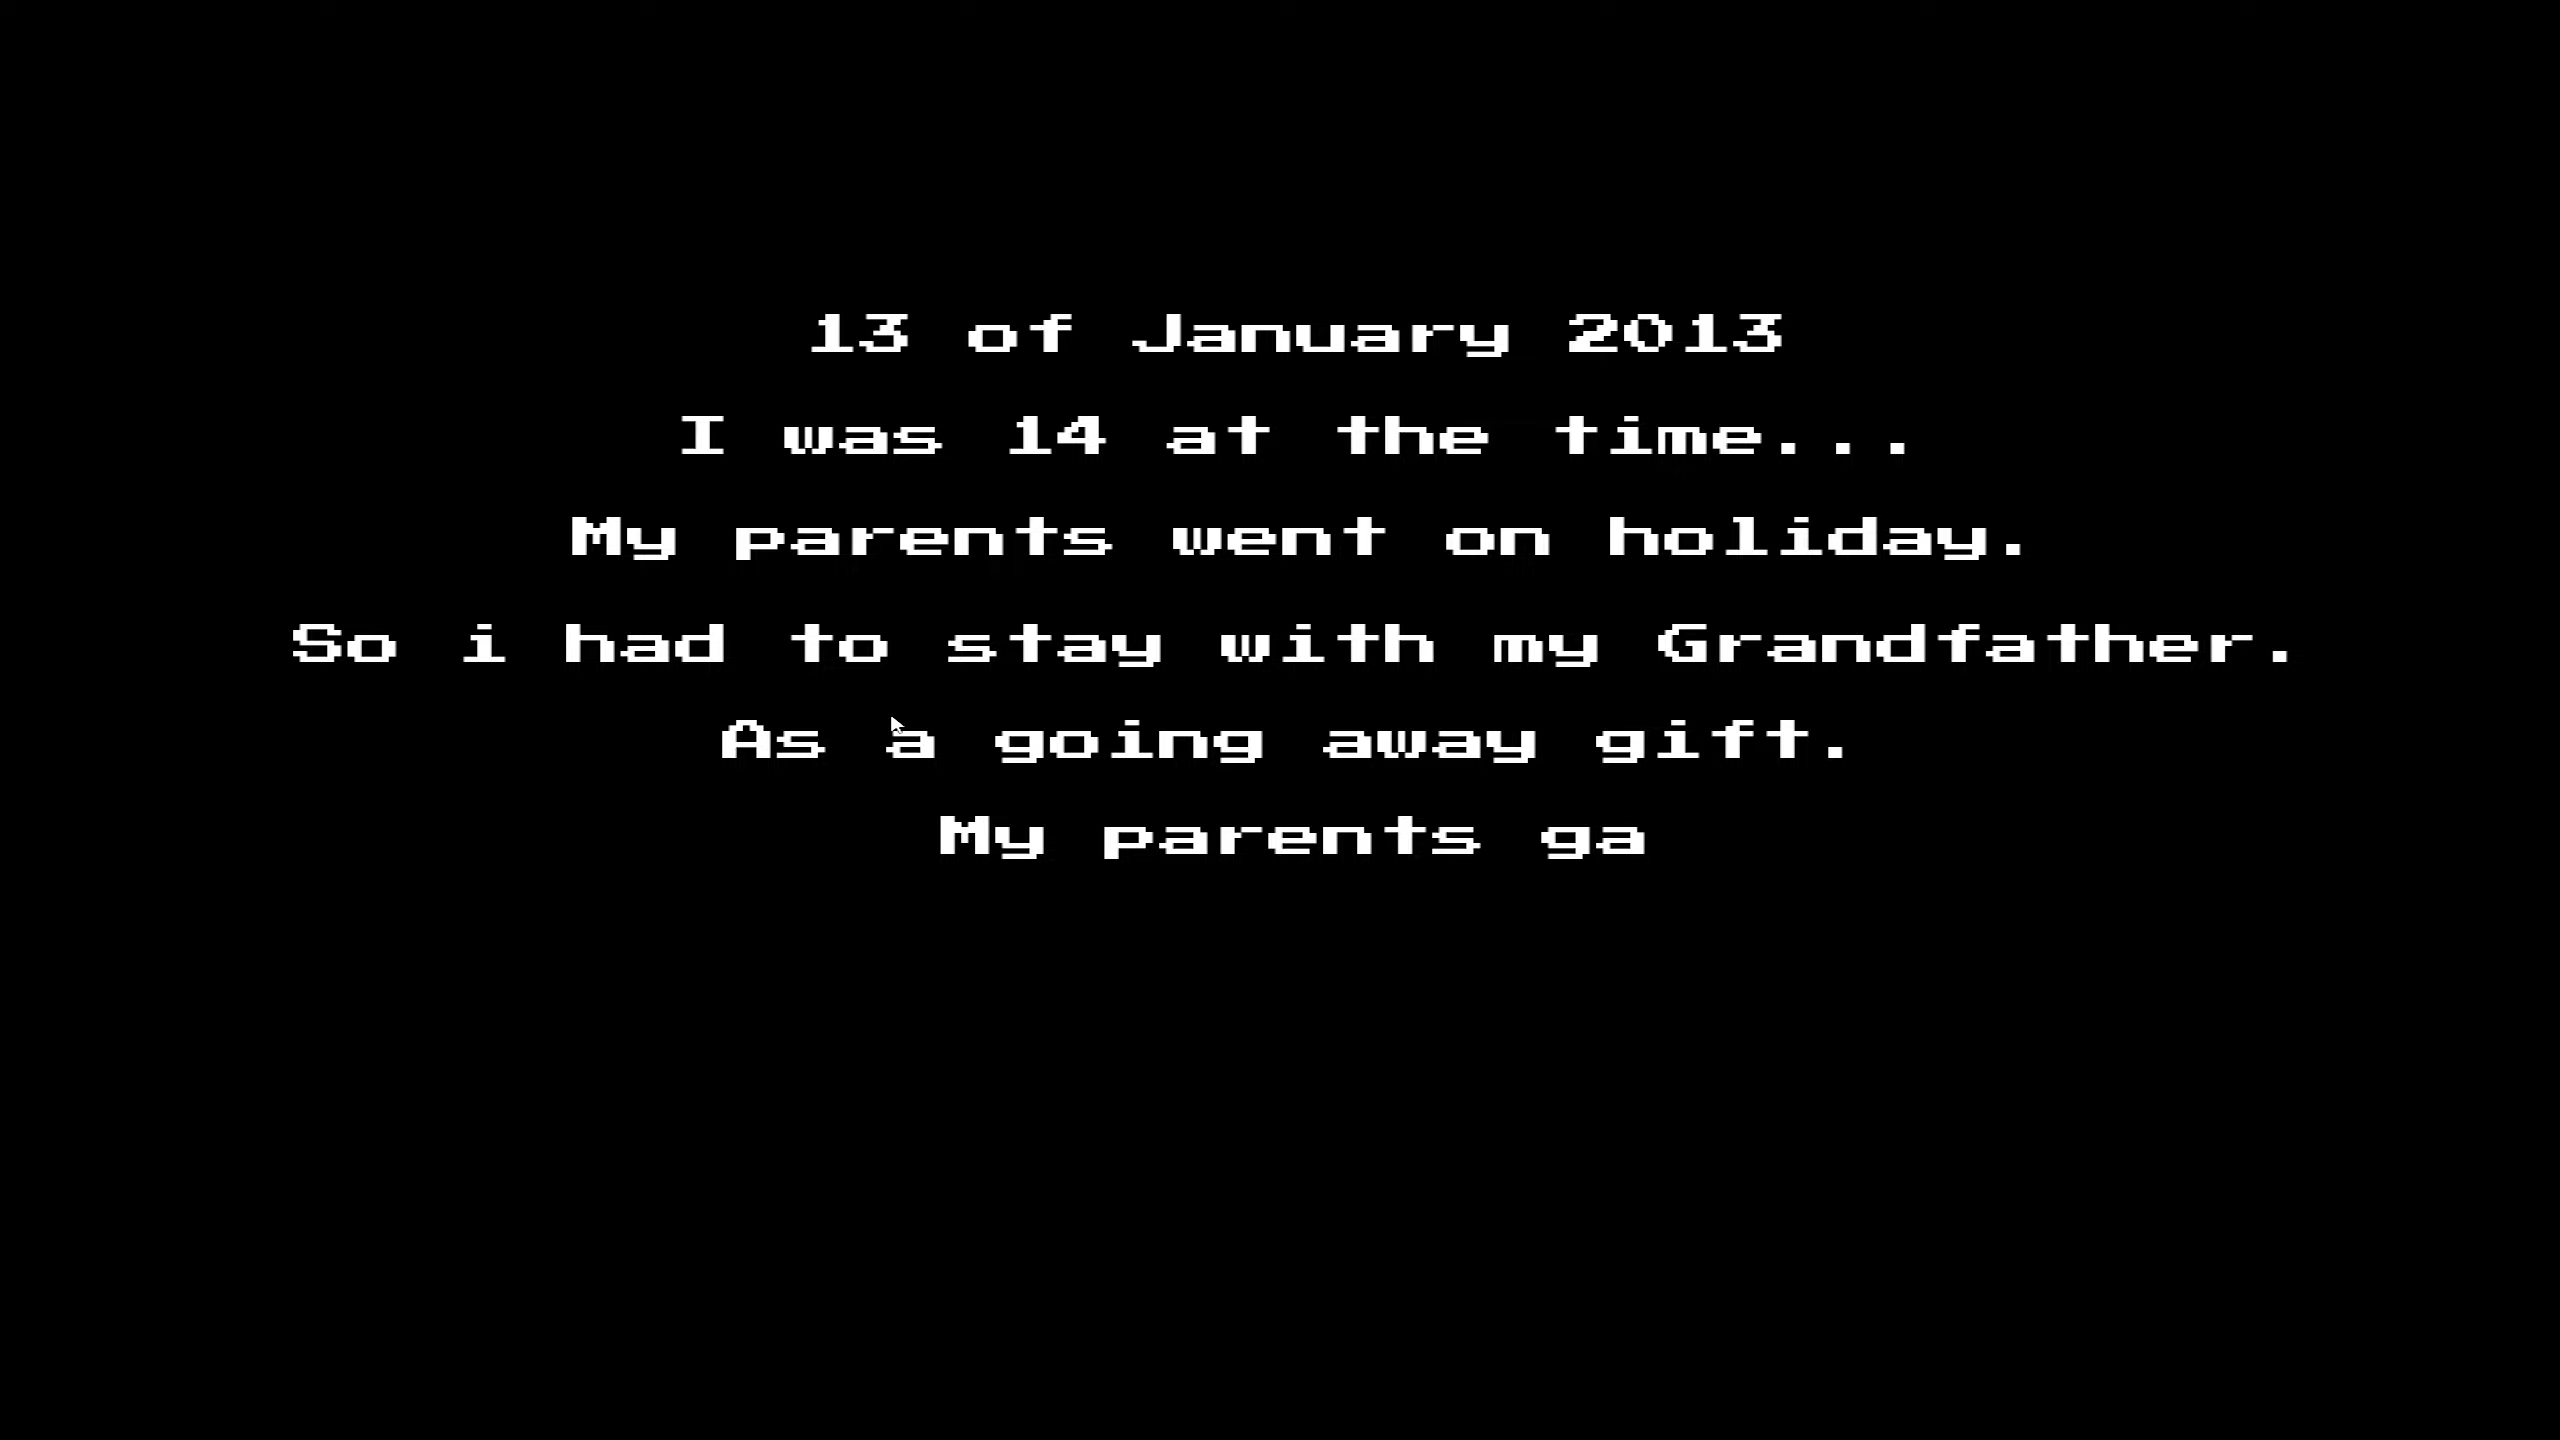 13 of January 2013
I was 14 at the time...
My parents went on holiday.
So i had to stay with my Grandfather.
As a going away gift.
My parents ga